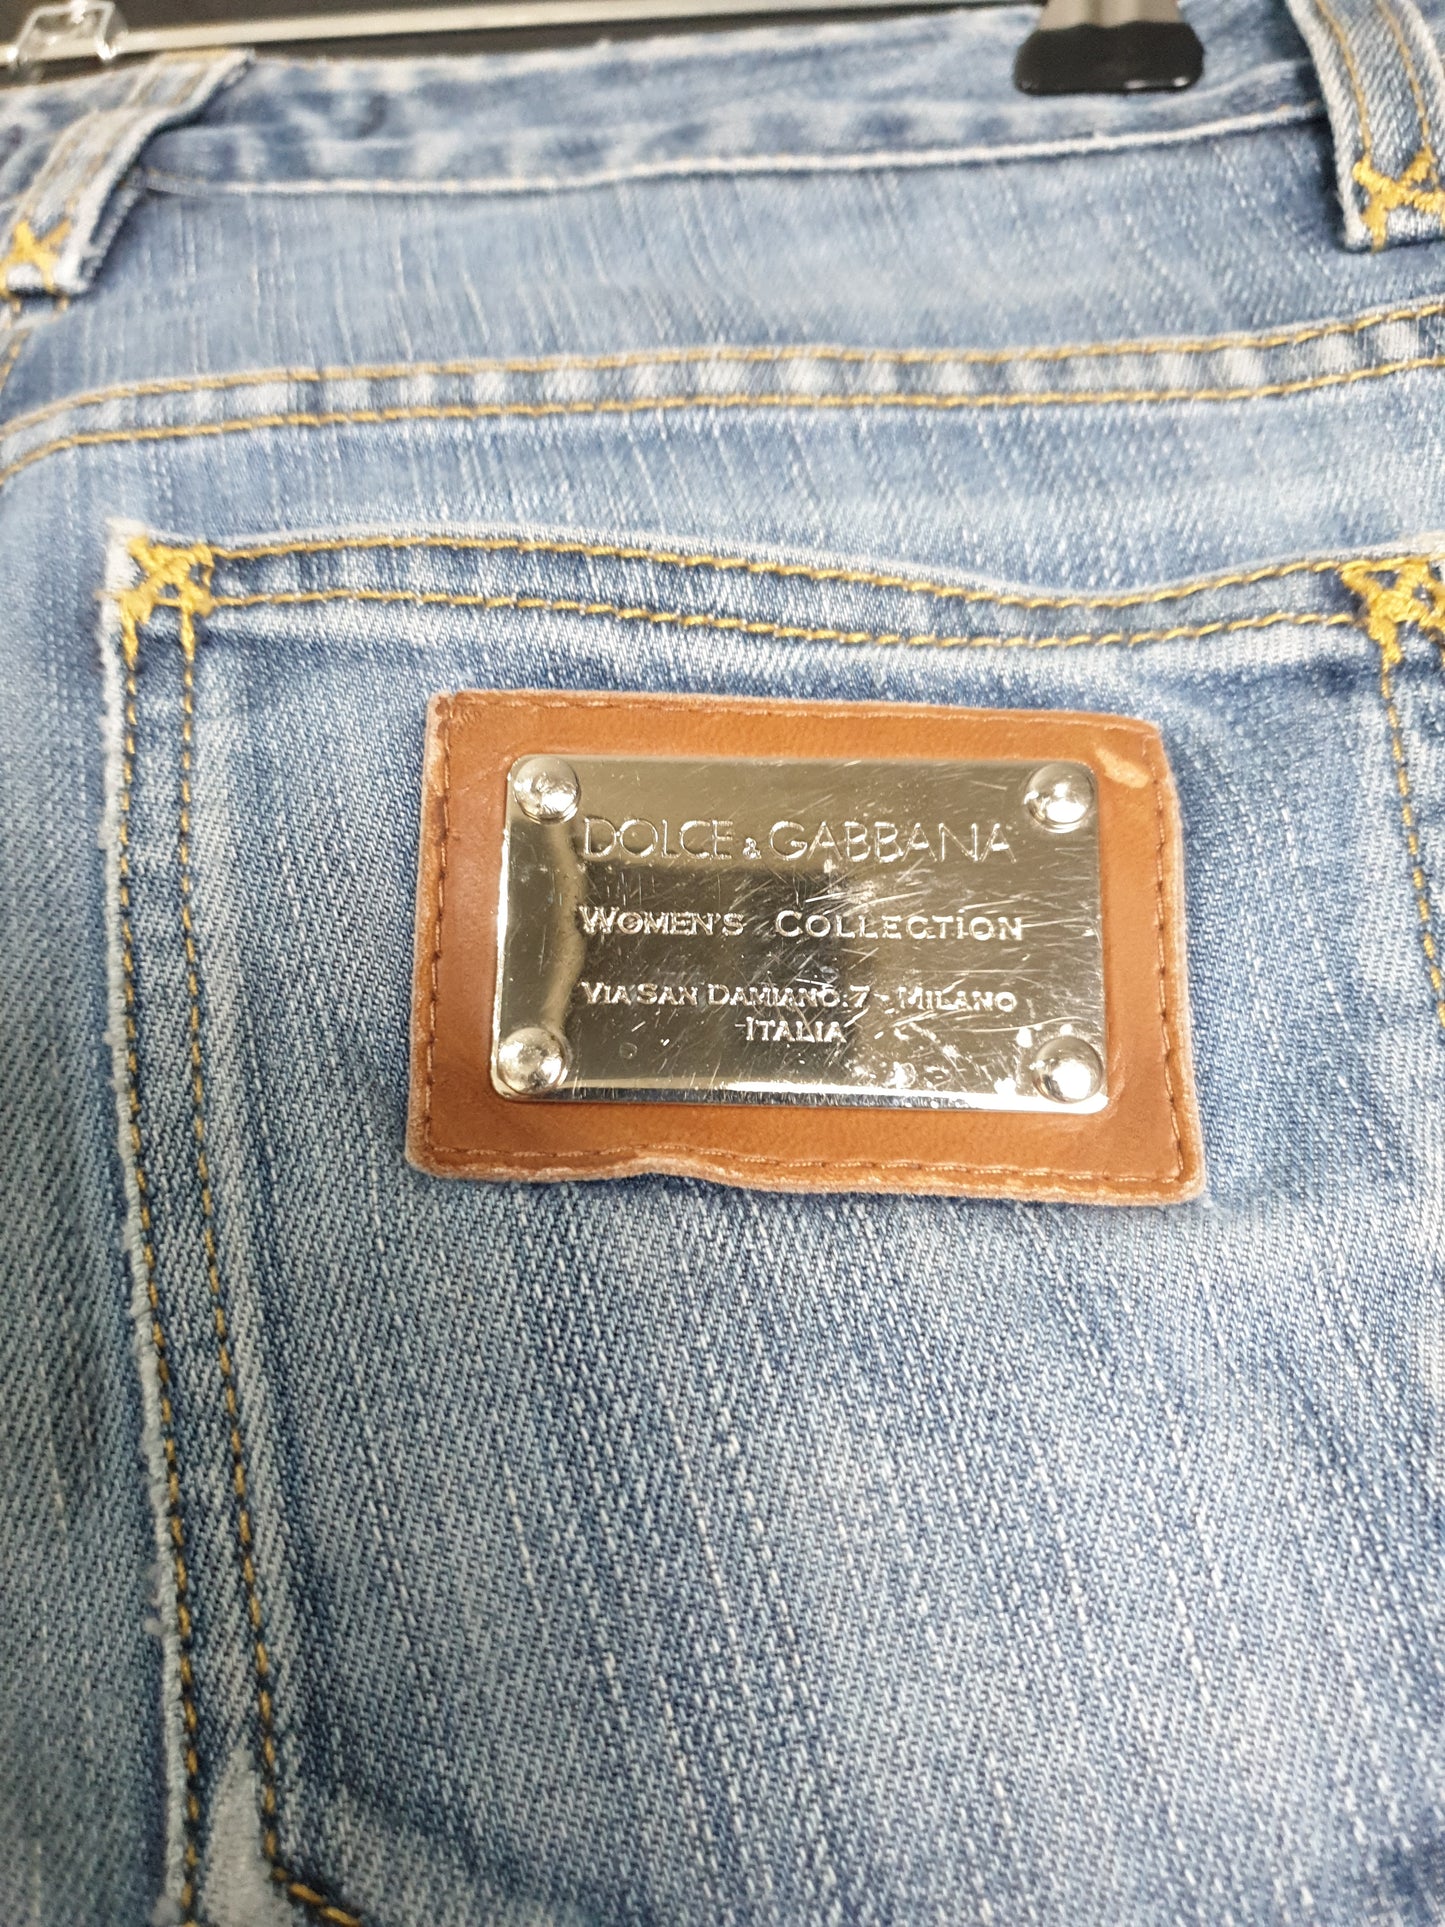 DOLCE & GABBANA
WOMEN'S COLLECTION
VIA SAN DAMIANO, 7 - MILANO
ITALIA